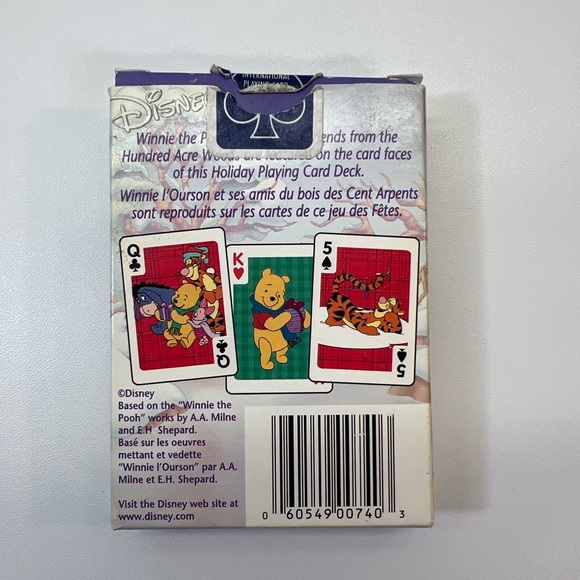 INTERNATIONAL
PLAYING CARD
DISNEY
Winnie the P ends from the
Hundred Acre Woods are featured on the card faces
of this Holiday Playing Card Deck.
Winnie l'Ourson et ses amis du bois des Cent Arpents
sont reproduits sur les cartes de ce jeu des Fêtes.
Q
K
5
Q
5
©Disney
Based on the "Winnie the
Pooh" works by A.A. Milne
and E.H Shepard.
Basé sur les oeuvres
mettant et vedette
"Winnie l'Ourson" par A.A.
Milne et E.H. Shepard.
Visit the Disney web site at
www.disney.com
0 60549 00740 3